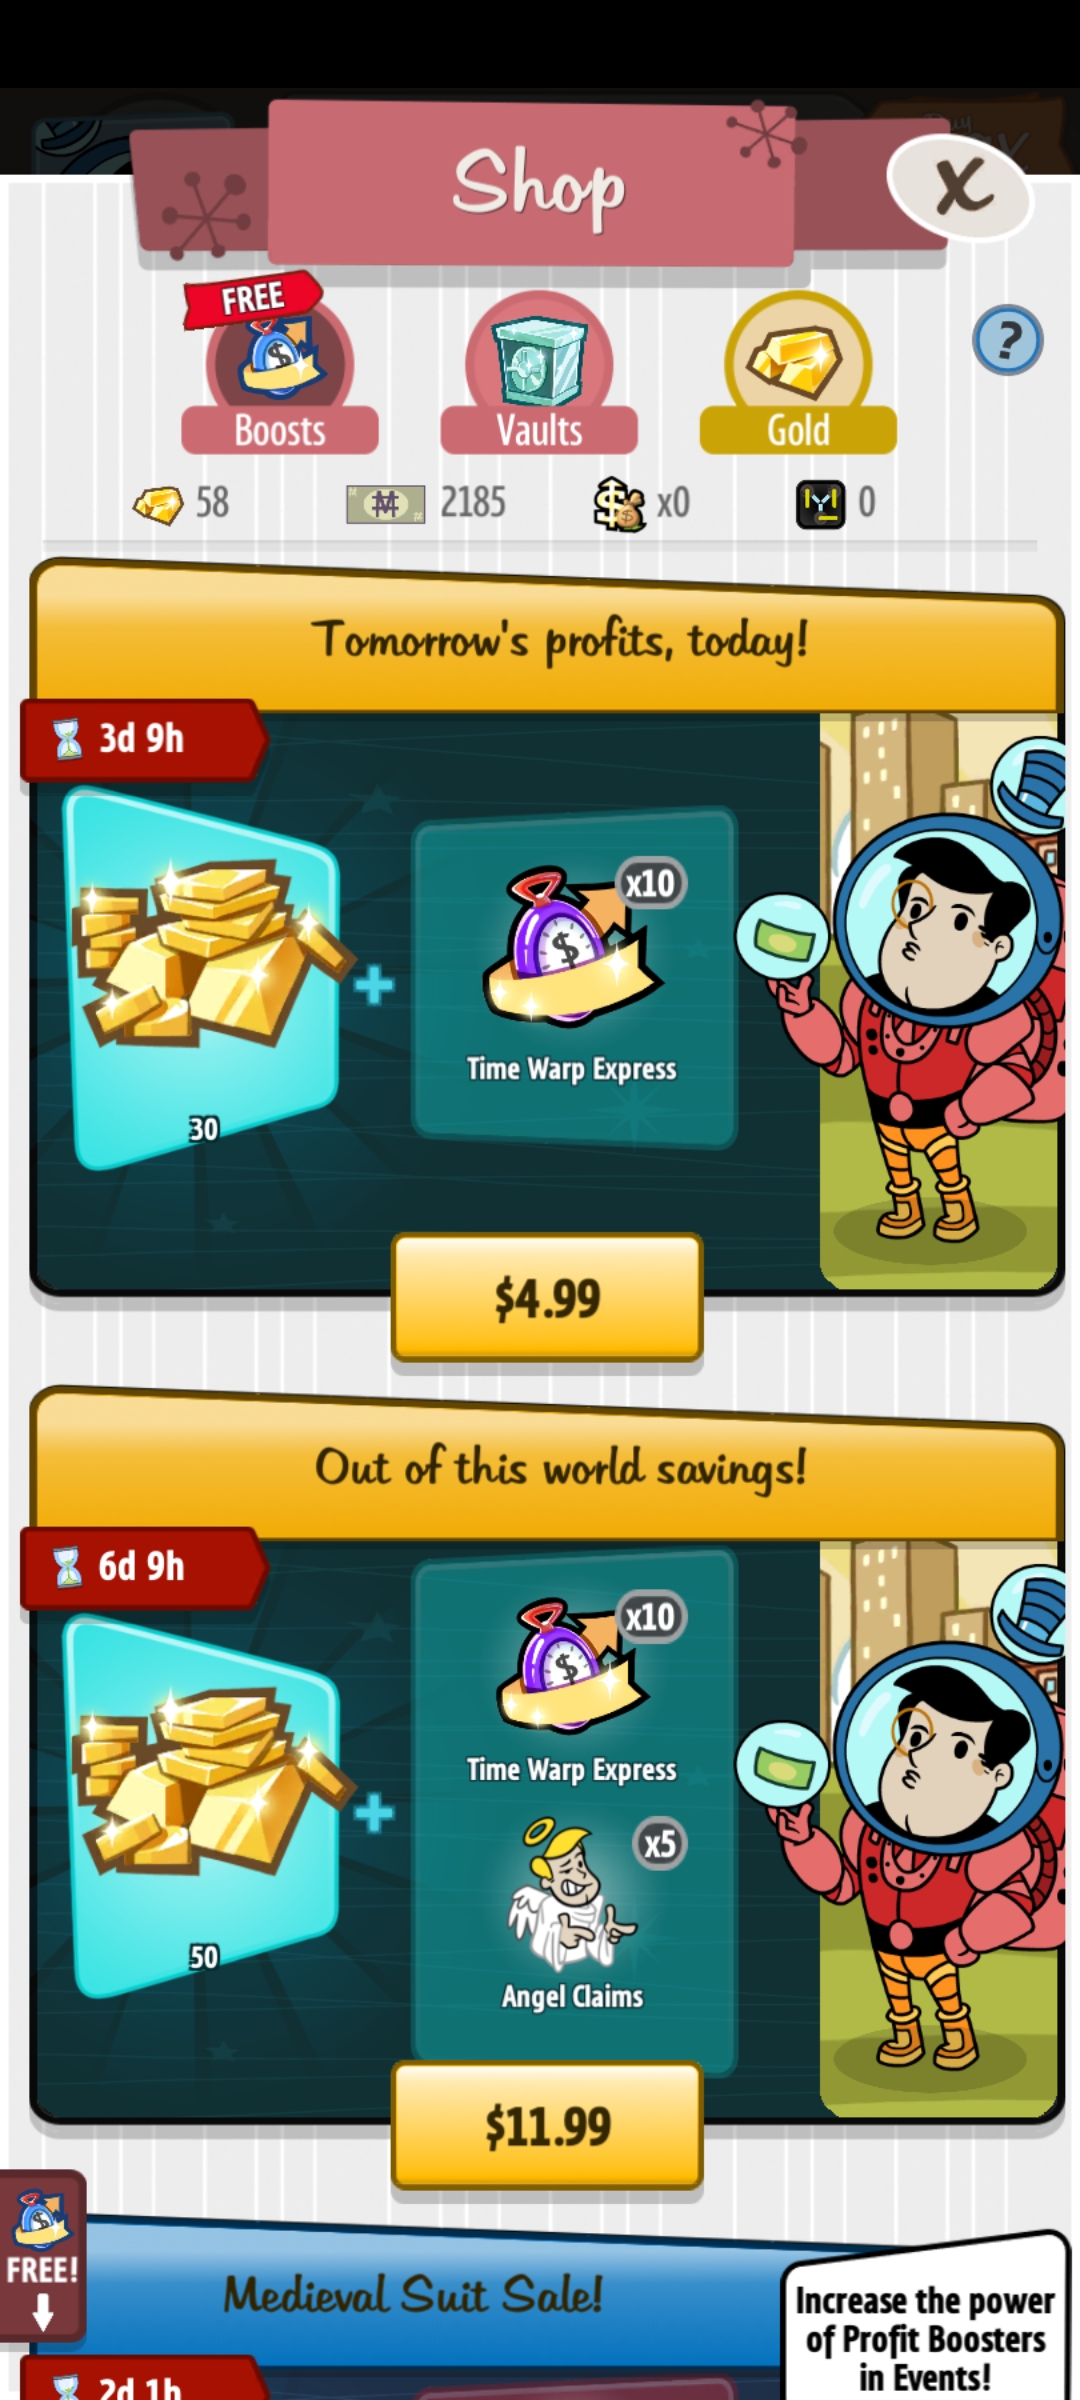 Shop
X
FREE
Boosts
Vaults
Gold
?
58
2185
x0
0
Tomorrow's profits, today!
3d 9h
x10
Time Warp Express
30
$4.99
Out of this world savings!
6d 9h
x10
Time Warp Express
x5
Angel Claims
50
$11.99
FREE!
Medieval Suit Sale!
Increase the power
of Profit Boosters
in Events!
2d 1h